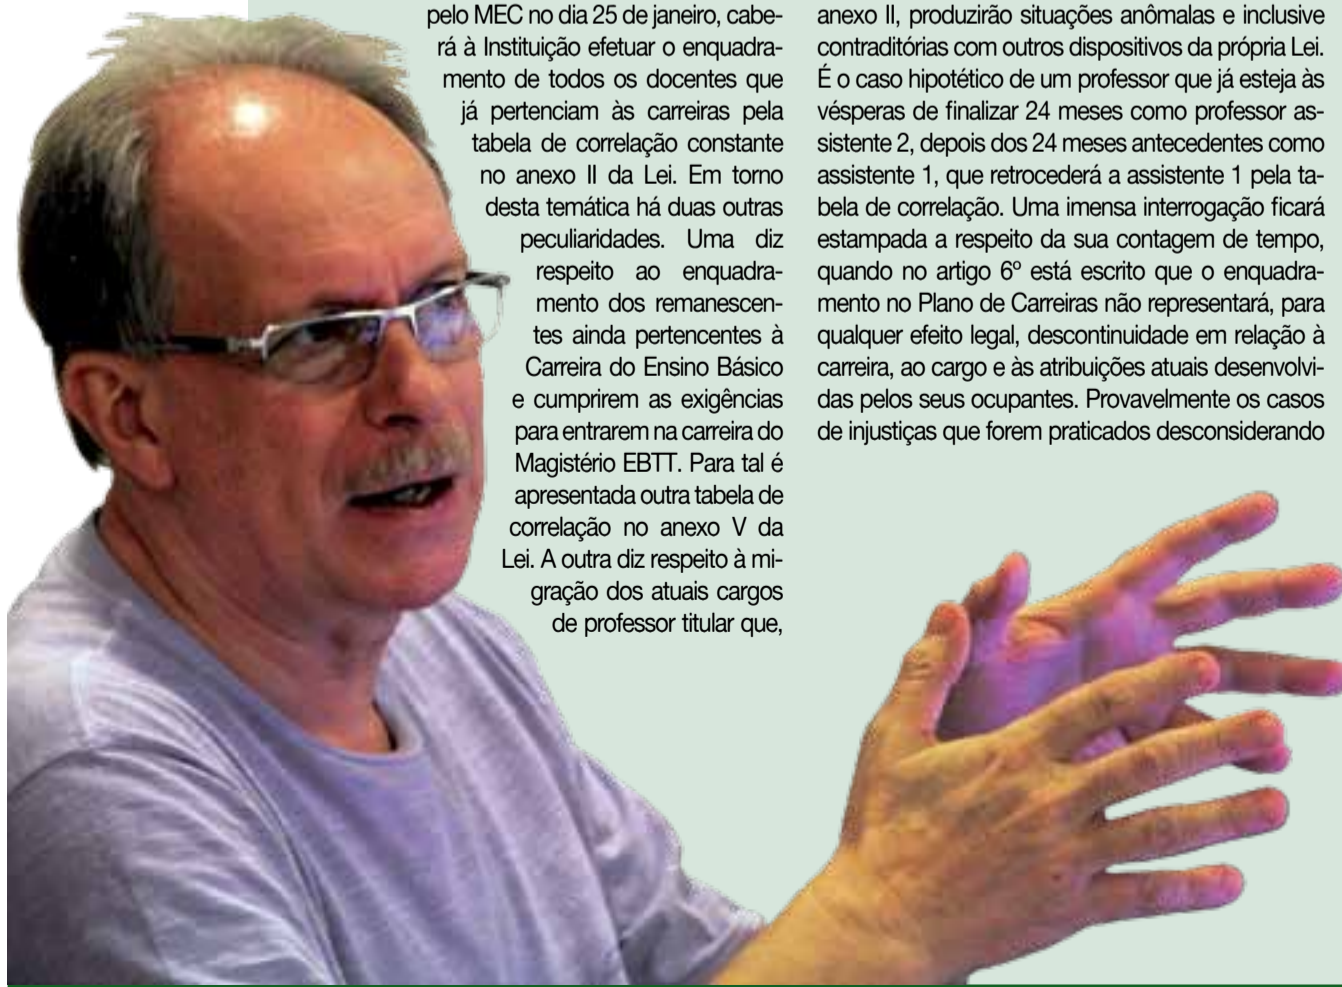 pelo MEC no dia 25 de janeiro, cabe-
rá à Instituição efetuar o enquadra-
mento de todos os docentes que
já pertenciam às carreiras pela
tabela de correlação constante
no anexo II da Lei. Em torno
desta temática há duas outras
peculiaridades. Uma diz
respeito ao enquadra-
mento dos remanescen-
tes ainda pertencentes à
Carreira do Ensino Básico
e cumprirem as exigências
para entrarem na carreira do
Magistério EBTT. Para tal é
apresentada outra tabela de
correlação no anexo V da
Lei. A outra diz respeito à mi-
gração dos atuais cargos
de professor titular que,
anexo II, produzirão situações anômalas e inclusive
contraditórias com outros dispositivos da própria Lei.
É o caso hipotético de um professor que já esteja às
vésperas de finalizar 24 meses como professor as-
sistente 2, depois dos 24 meses antecedentes como
assistente 1, que retrocederá a assistente 1 pela ta-
bela de correlação. Uma imensa interrogação ficará
estampada a respeito da sua contagem de tempo,
quando no artigo 6º está escrito que o enquadra-
mento no Plano de Carreiras não representará, para
qualquer efeito legal, descontinuidade em relação à
carreira, ao cargo e às atribuições atuais desenvolvi-
das pelos seus ocupantes. Provavelmente os casos
de injustiças que forem praticados desconsiderando